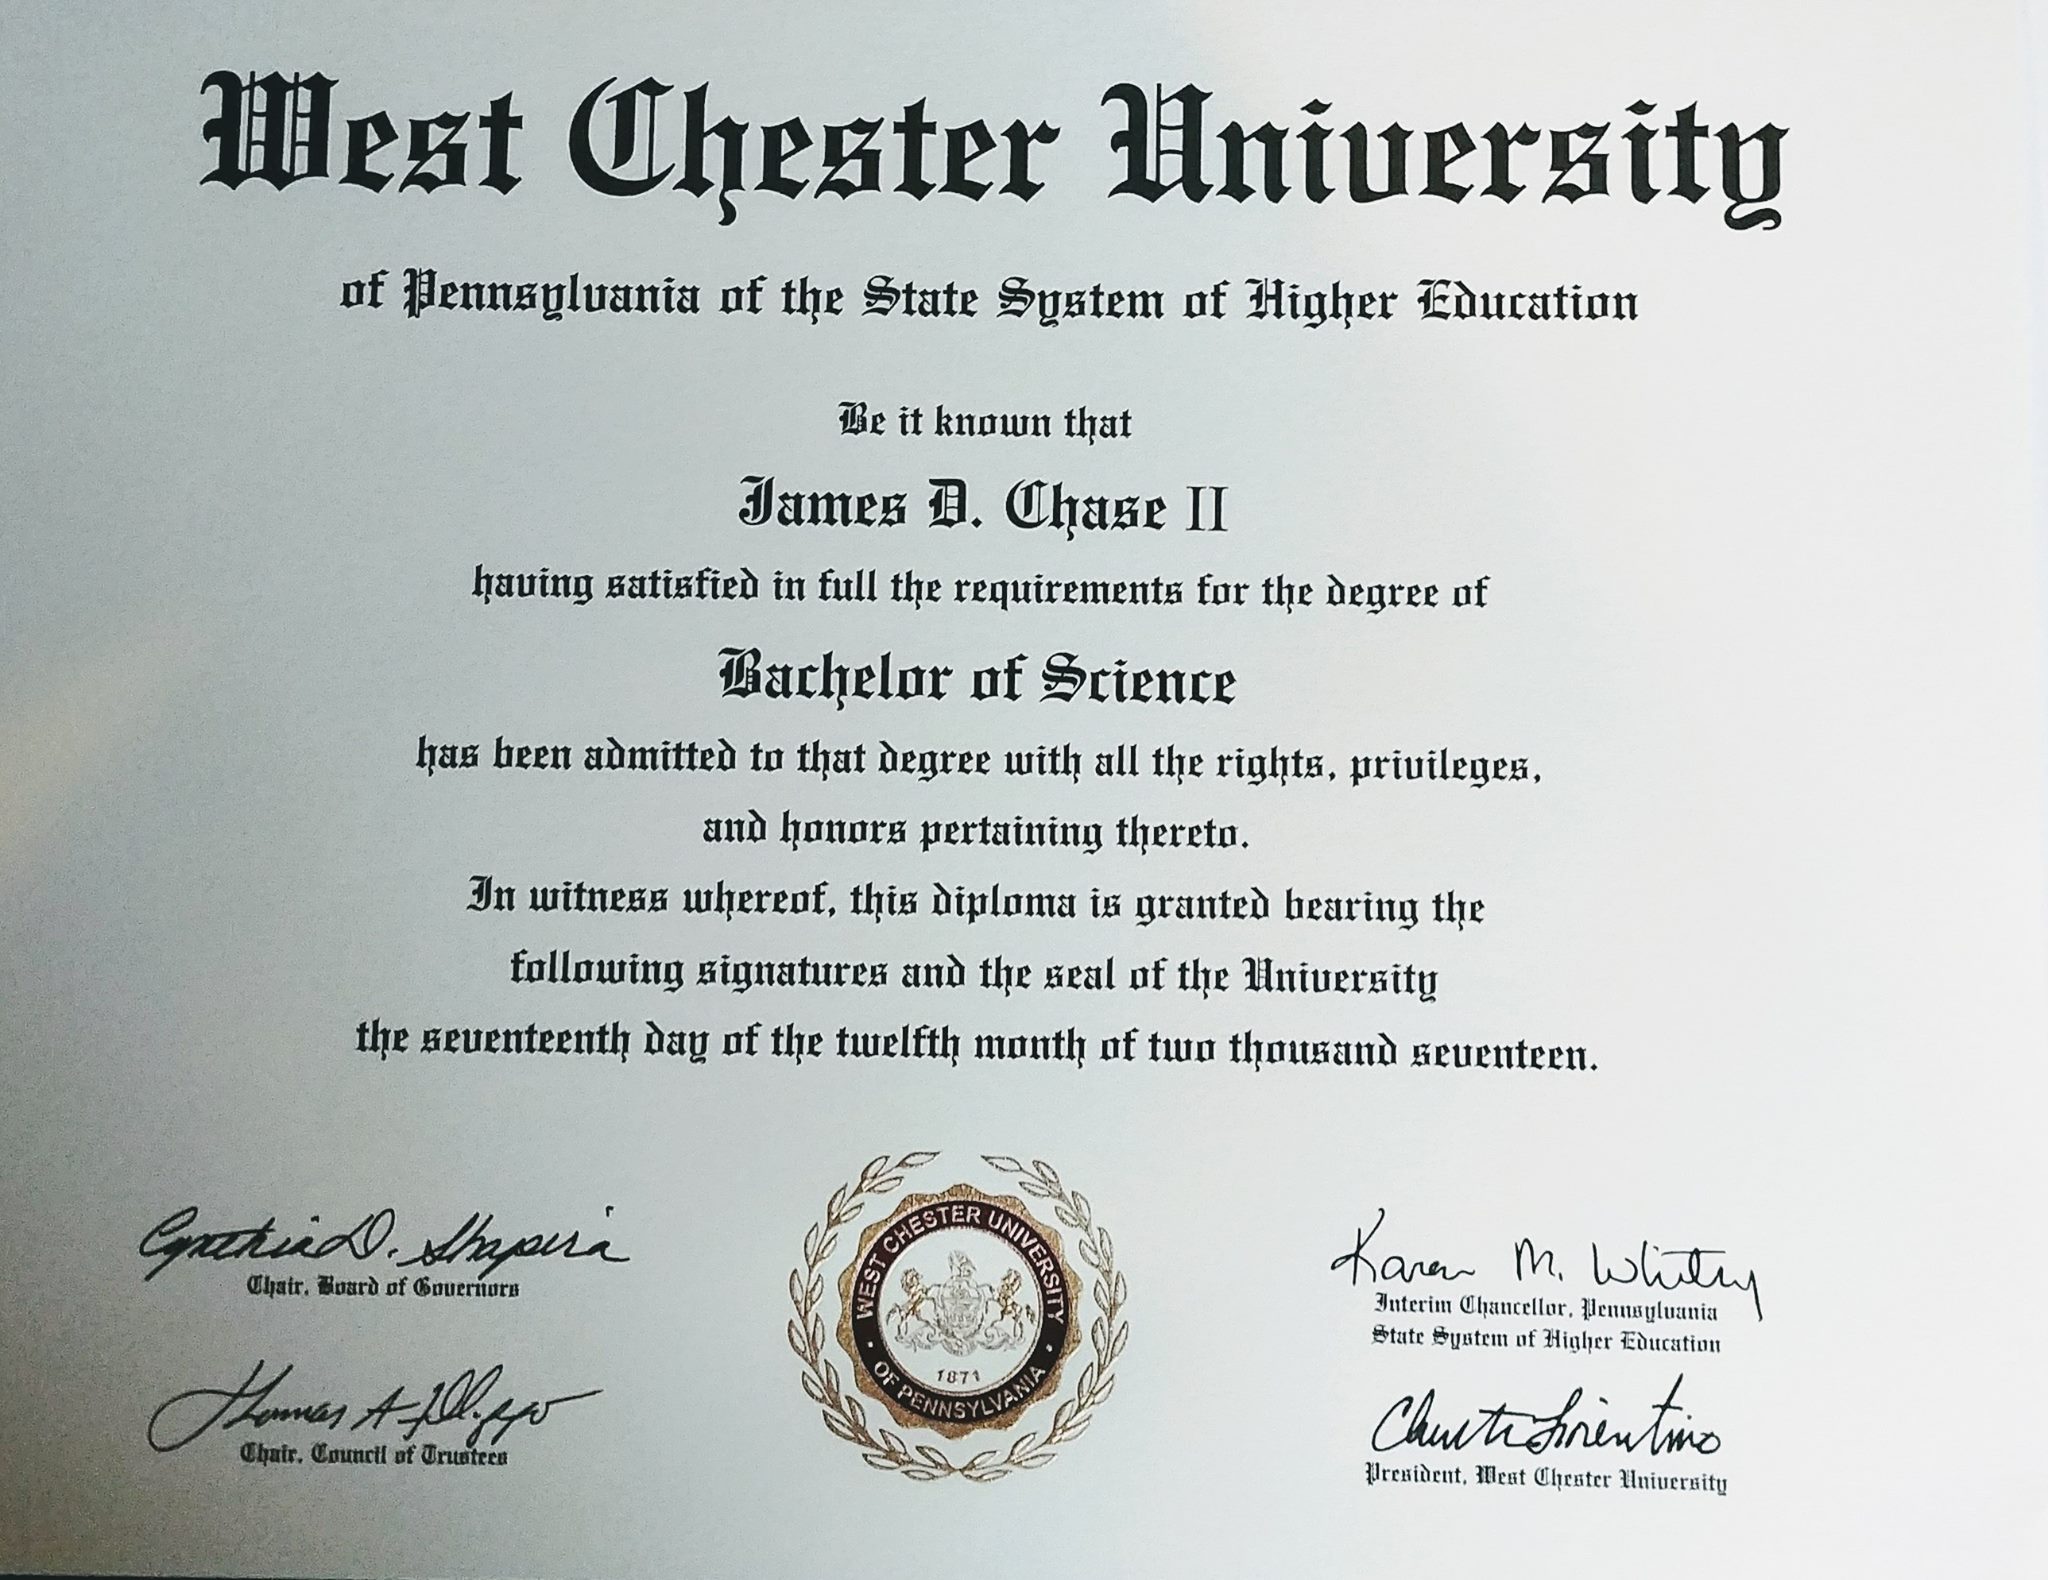 West Chester University
of Pennsylvania of the State System of Higher Education
Be it known that
James D. Chase II
having satisfied in full the requirements for the degree of
Bachelor of Science
has been admitted to that degree with all the rights, privileges,
and honors pertaining thereto.
In witness whereof, this diploma is granted bearing the
following signatures and the seal of the University
the seventeenth day of the twelfth month of two thousand seventeen.
Cynthia D. Shapira
Chair, Board of Governors
Thomas A.
Chair, Council of Trustees
WEST CHESTER UNIVERSITY
1871
OF PENNSYLVANIA
Karen M. Whitney
Interim Chancellor, Pennsylvania
State System of Higher Education
Fiorentino
President, West Chester University